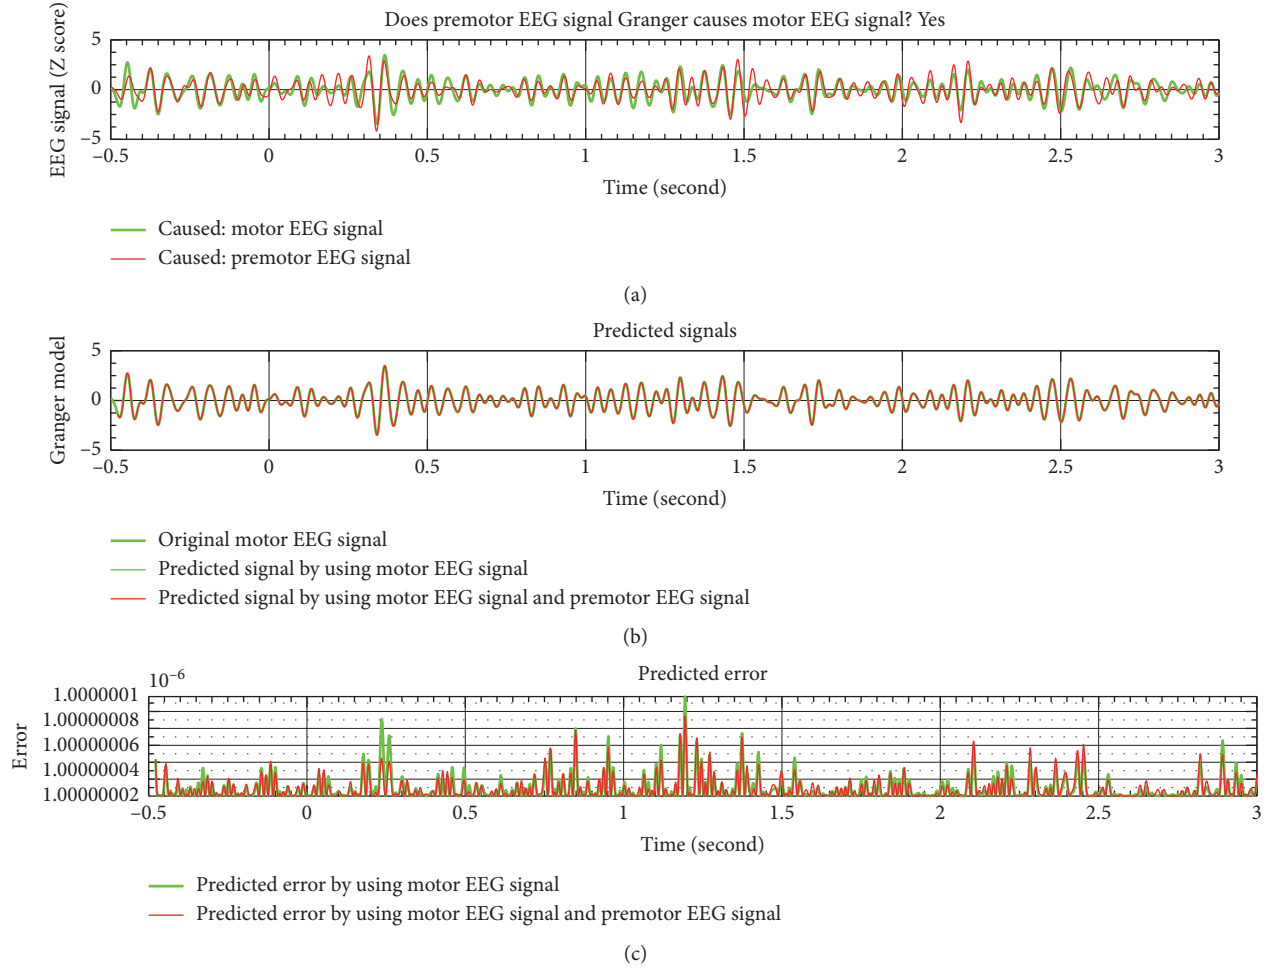 Does premotor EEG signal Granger causes motor EEG signal? Yes
EEG signal (Z score)
5
0
−5
−0.5 0 0.5 1 1.5 2 2.5 3
Time (second)
Caused: motor EEG signal
Caused: premotor EEG signal
(a)
Predicted signals
Granger model
5
0
−5
−0.5 0 0.5 1 1.5 2 2.5 3
Time (second)
Original motor EEG signal
Predicted signal by using motor EEG signal
Predicted signal by using motor EEG signal and premotor EEG signal
(b)
Predicted error
10−6
Error
1.0000001
1.00000008
1.00000006
1.00000004
1.00000002
−0.5 0 0.5 1 1.5 2 2.5 3
Time (second)
Predicted error by using motor EEG signal
Predicted error by using motor EEG signal and premotor EEG signal
(c)